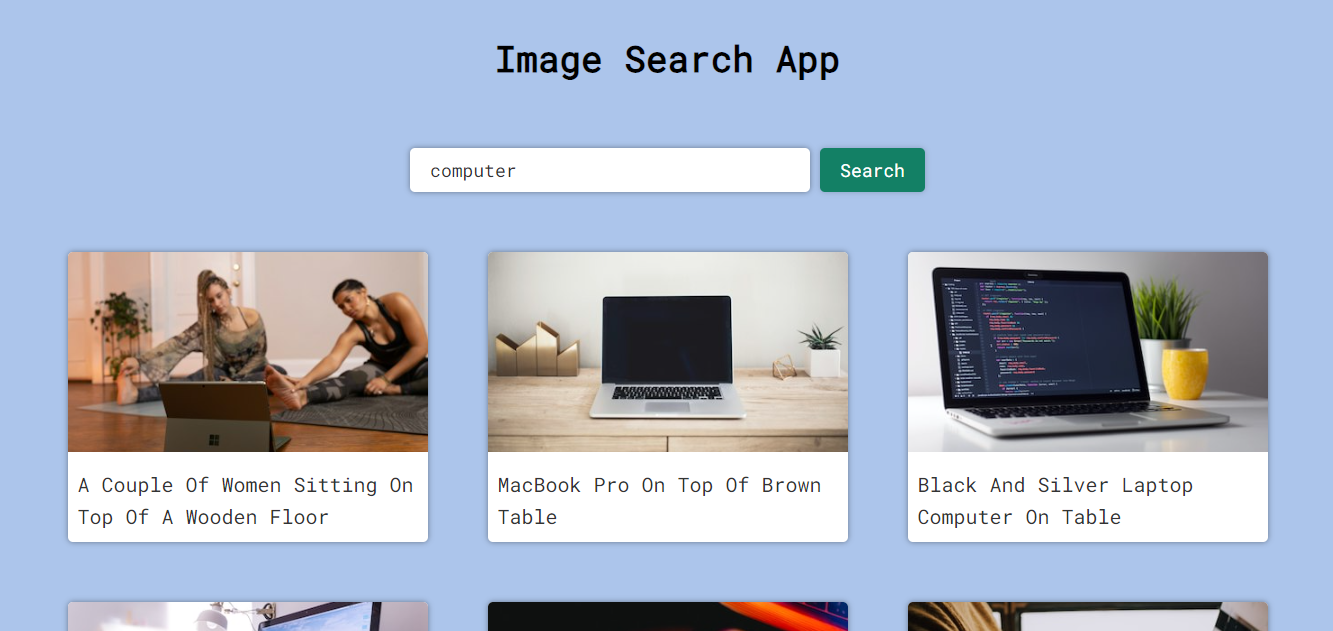 Image Search App
computer
Search
A Couple Of Women Sitting On
Top Of A Wooden Floor
MacBook Pro On Top Of Brown
Table
Black And Silver Laptop
Computer On Table